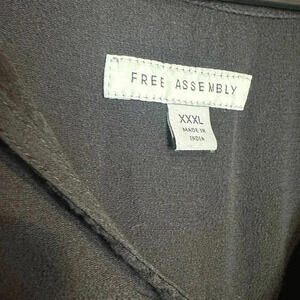 FREE ASSEMBLY
XXXL
MADE IN
INDIA